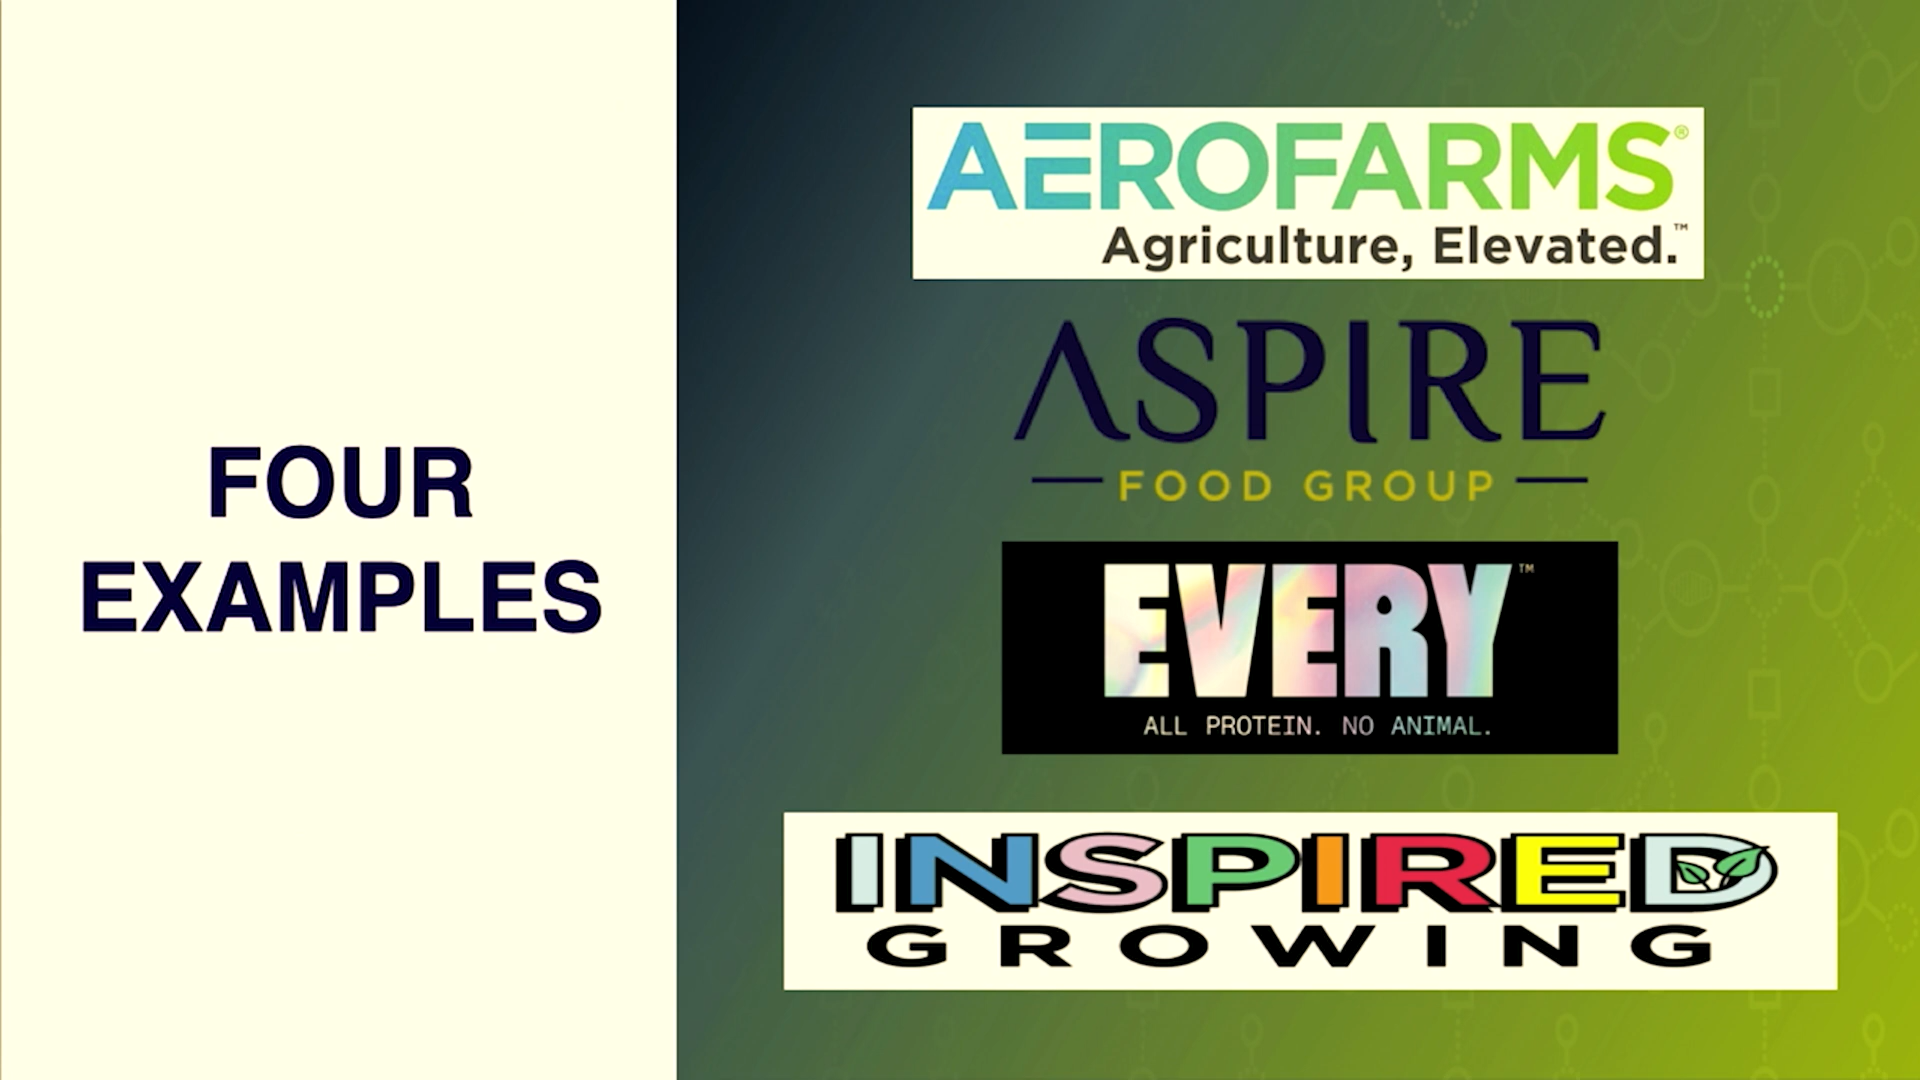 FOUR
EXAMPLES
AEROFARMS®
Agriculture, Elevated.™
ASPIRE
FOOD GROUP
EVERY™
ALL PROTEIN. NO ANIMAL.
INSPIRED
GROWING